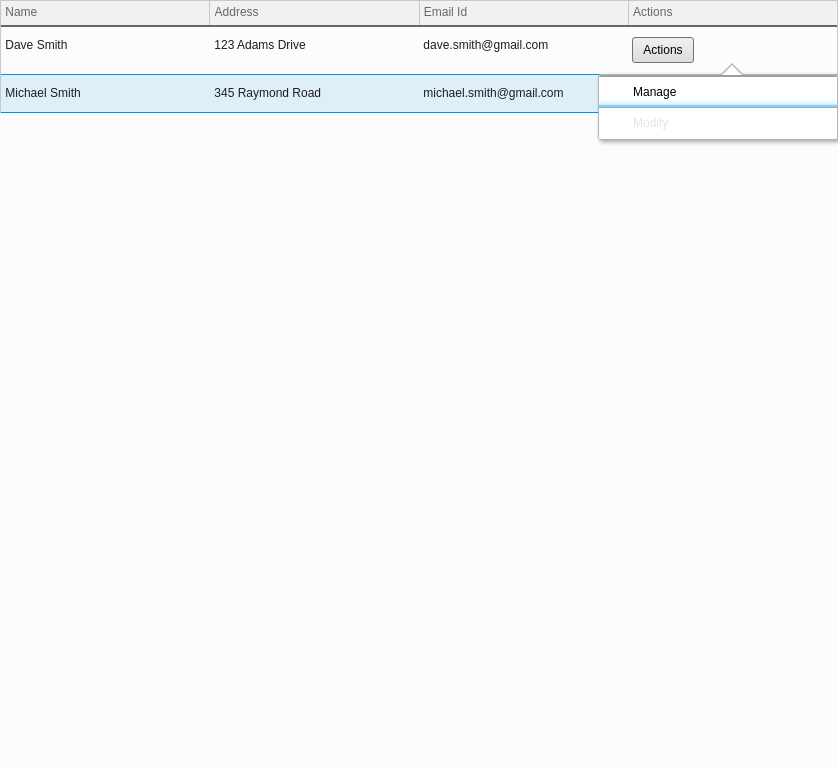 Name Address Email Id Actions
Dave Smith 123 Adams Drive dave.smith@gmail.com Actions
Michael Smith 345 Raymond Road michael.smith@gmail.com Manage
Modify